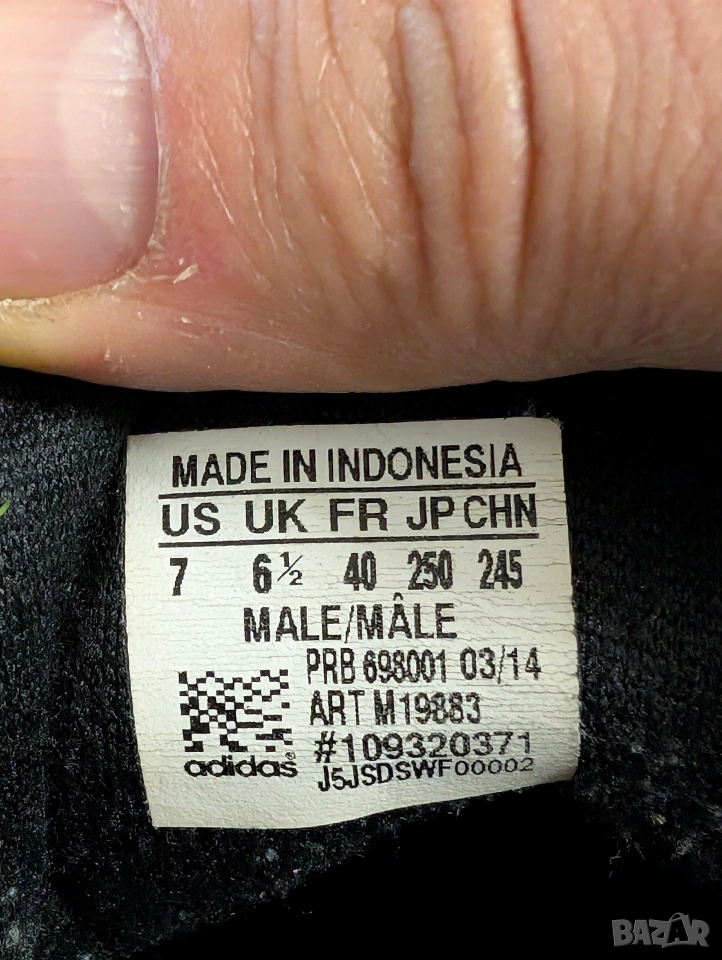 MADE IN INDONESIA
US UK FR JP CHN
7 6½ 40 250 245
MALE/MÂLE
PRB 698001 03/14
ART M19883
#109320371
adidas®
J5JSDSWF00002
BAZAR